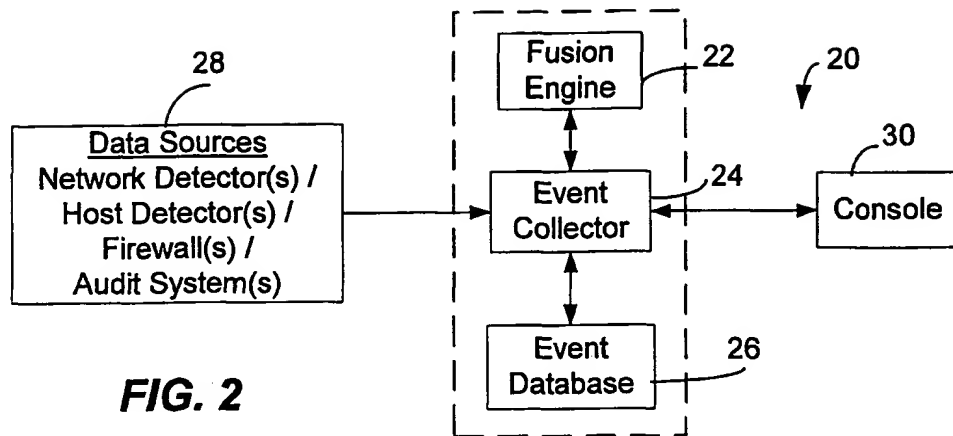 28
Data Sources
Network Detector(s) /
Host Detector(s) /
Firewall(s) /
Audit System(s)
Fusion
Engine
22
Event
Collector
24
Event
Database
26
20
30
Console
FIG. 2